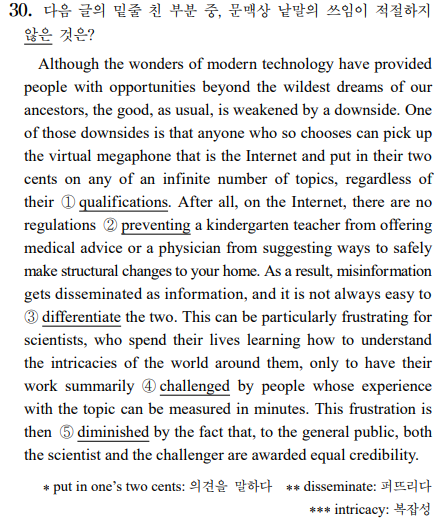 30. 다음 글의 밑줄 친 부분 중, 문맥상 낱말의 쓰임이 적절하지
않은 것은?
Although the wonders of modern technology have provided
people with opportunities beyond the wildest dreams of our
ancestors, the good, as usual, is weakened by a downside. One
of those downsides is that anyone who so chooses can pick up
the virtual megaphone that is the Internet and put in their two
cents on any of an infinite number of topics, regardless of
their ① qualifications. After all, on the Internet, there are no
regulations ② preventing a kindergarten teacher from offering
medical advice or a physician from suggesting ways to safely
make structural changes to your home. As a result, misinformation
gets disseminated as information, and it is not always easy to
③ differentiate the two. This can be particularly frustrating for
scientists, who spend their lives learning how to understand
the intricacies of the world around them, only to have their
work summarily ④ challenged by people whose experience
with the topic can be measured in minutes. This frustration is
then ⑤ diminished by the fact that, to the general public, both
the scientist and the challenger are awarded equal credibility.
* put in one's two cents: 의견을 말하다 ** disseminate: 퍼뜨리다
*** intricacy: 복잡성